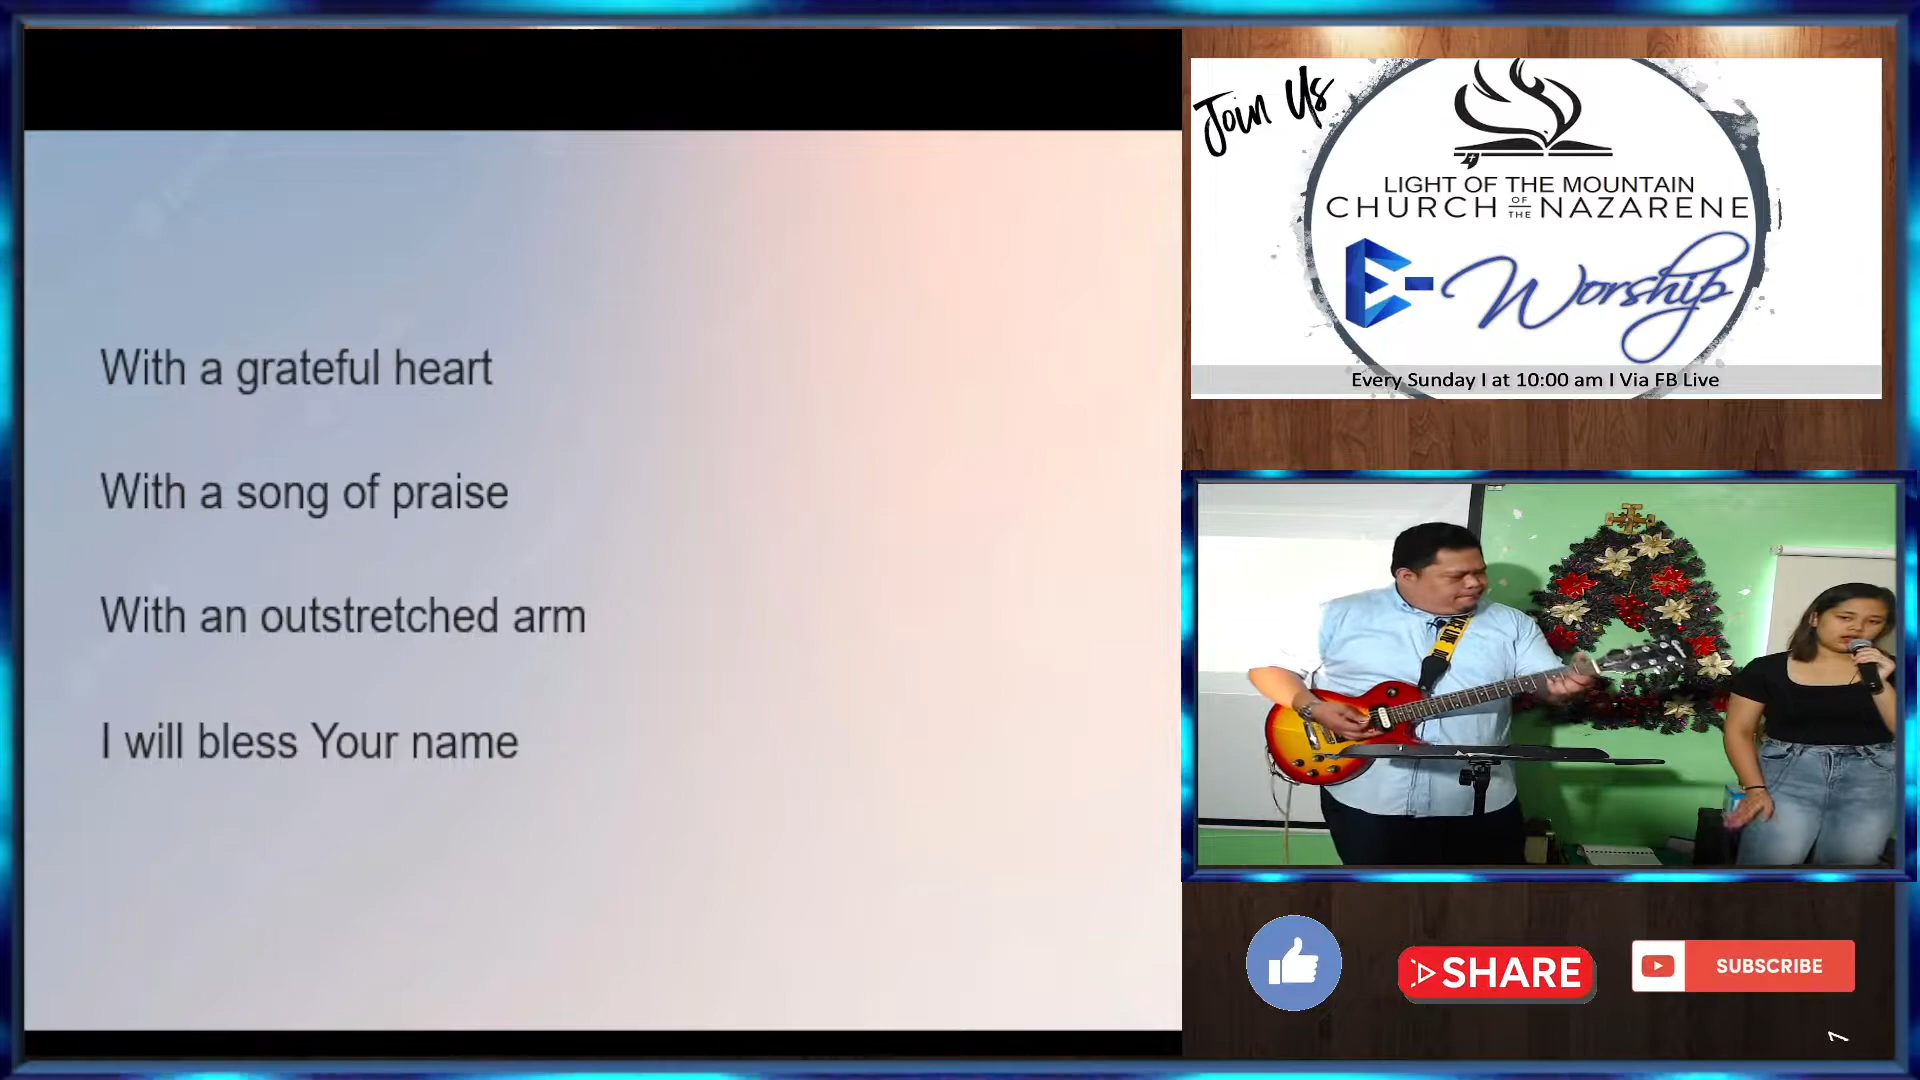 With a grateful heart
With a song of praise
With an outstretched arm
I will bless Your name
Join Us
LIGHT OF THE MOUNTAIN
CHURCH OF THE NAZARENE
E-Worship
Every Sunday I at 10:00 am I Via FB Live
SHARE
SUBSCRIBE